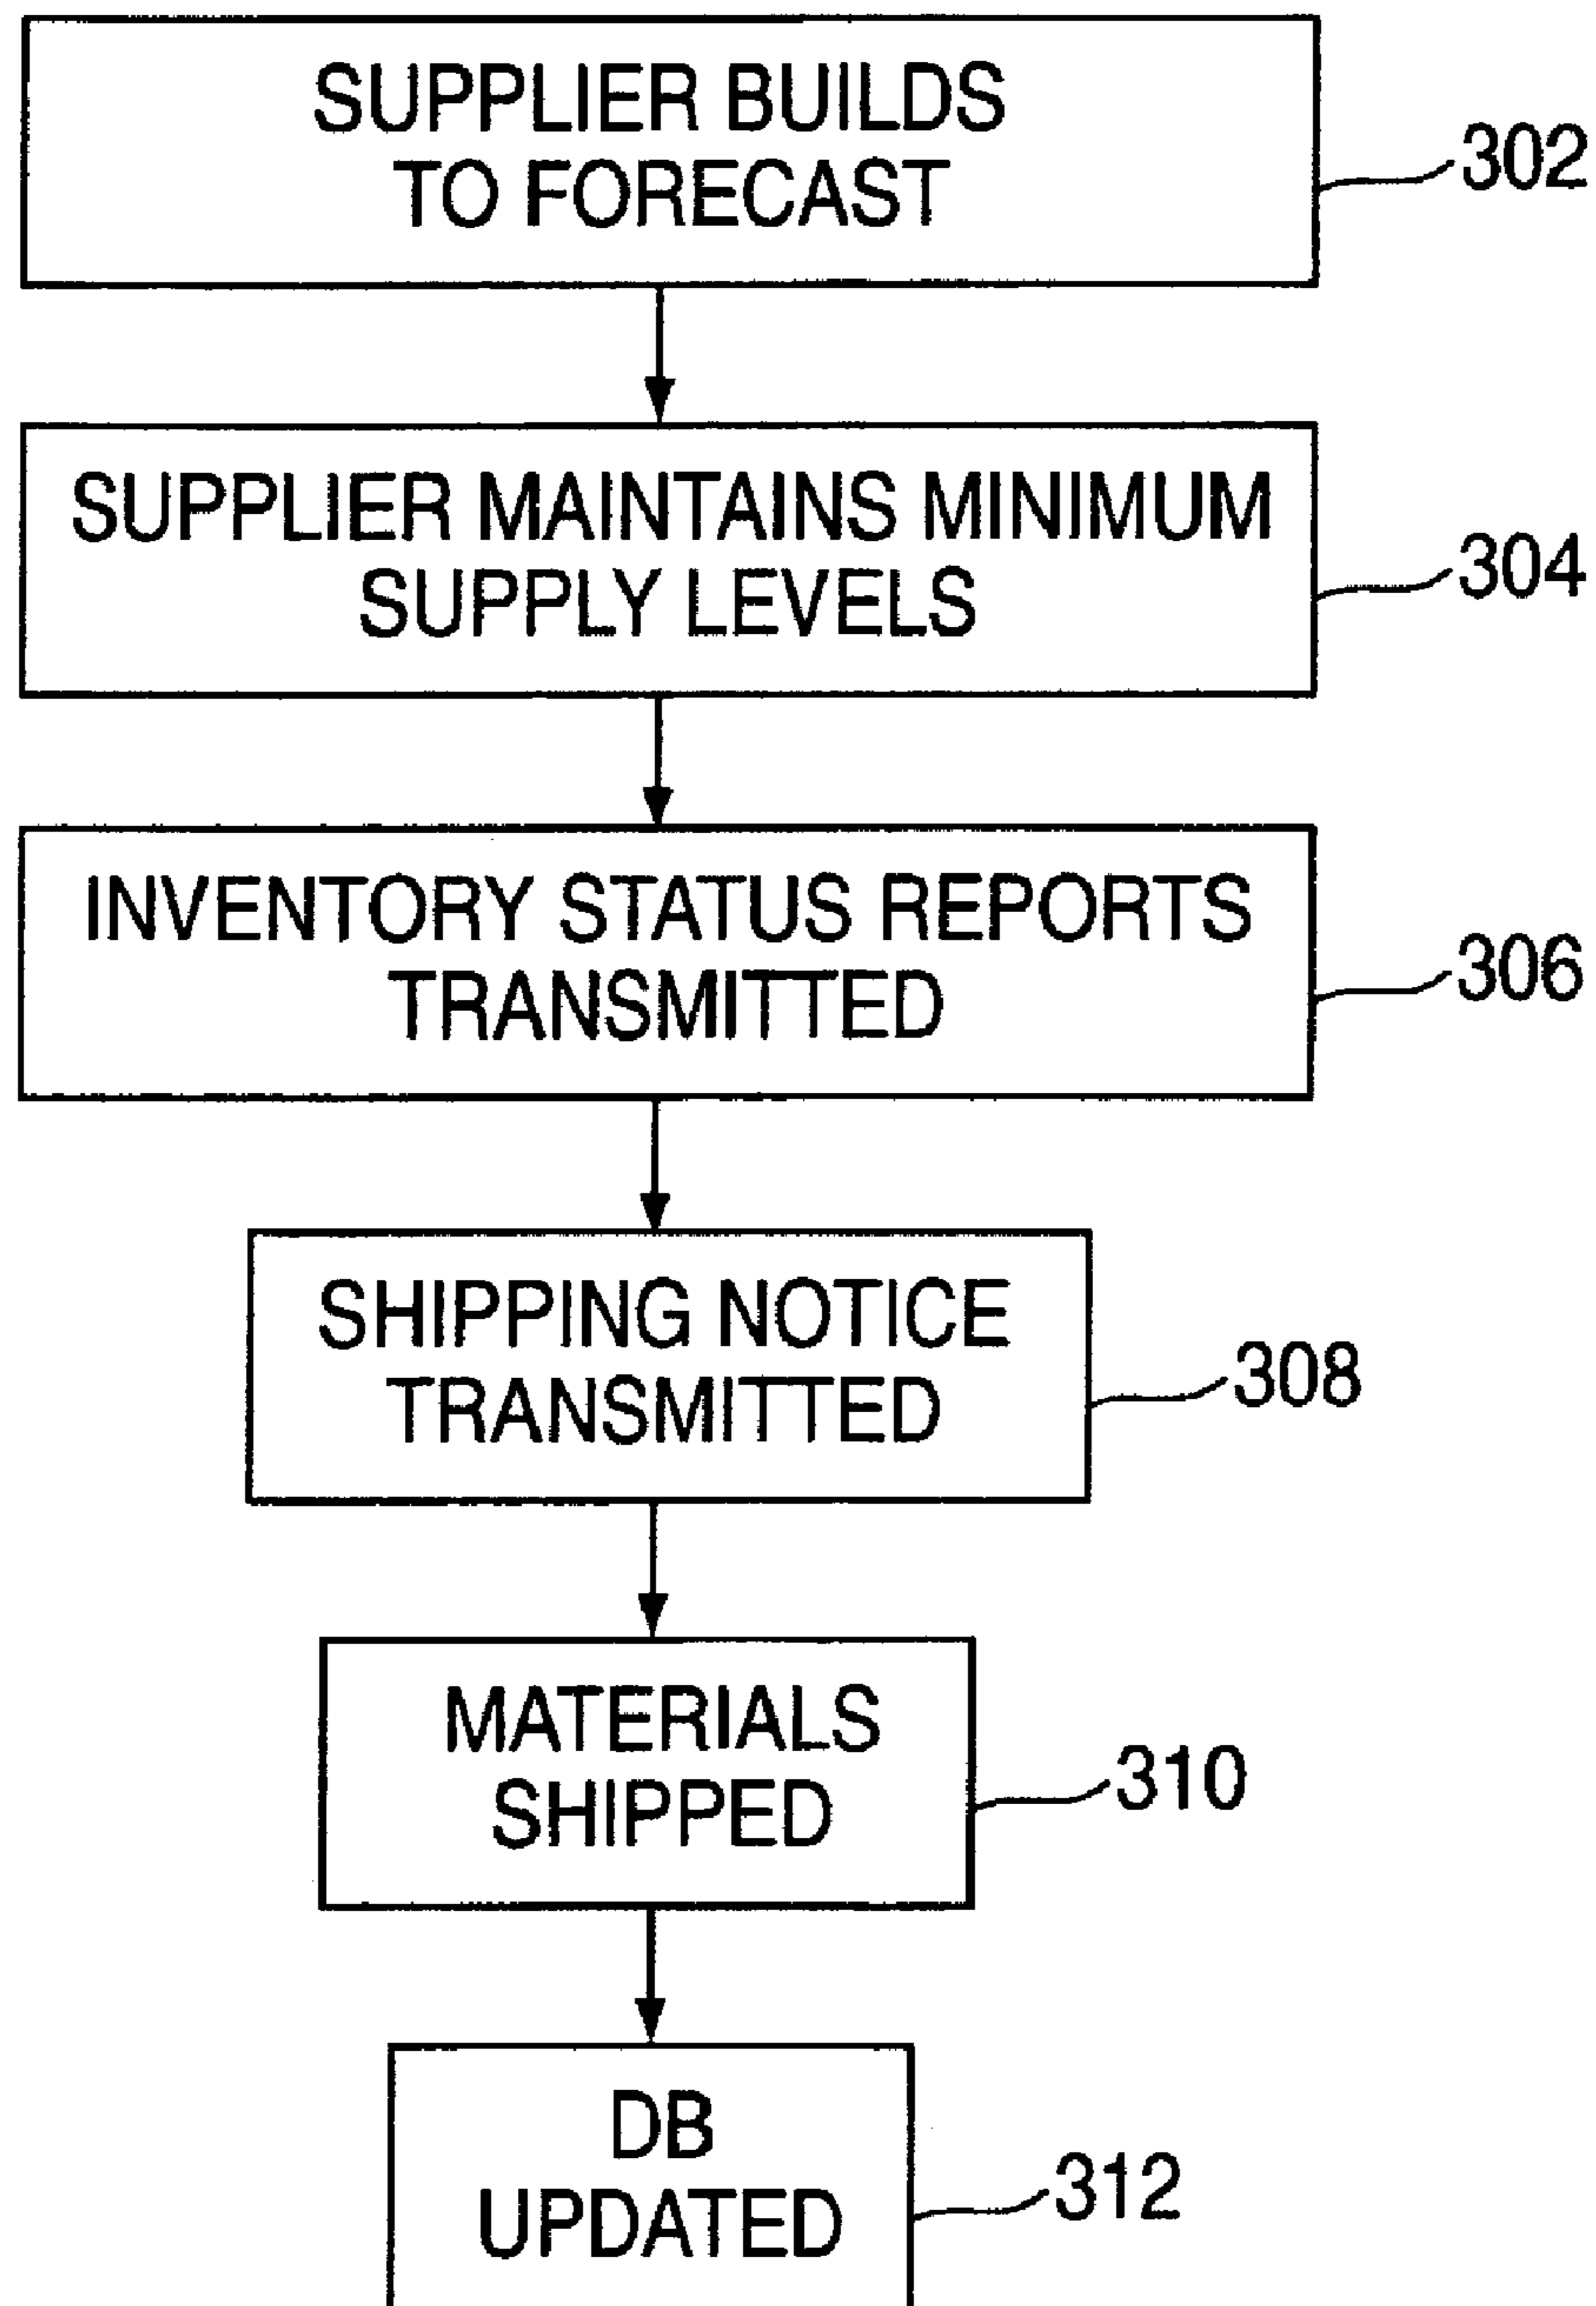 SUPPLIER BUILDS
TO FORECAST
302
SUPPLIER MAINTAINS MINIMUM
SUPPLY LEVELS
304
INVENTORY STATUS REPORTS
TRANSMITTED
306
SHIPPING NOTICE
TRANSMITTED
308
MATERIALS
SHIPPED
310
DB
UPDATED
312